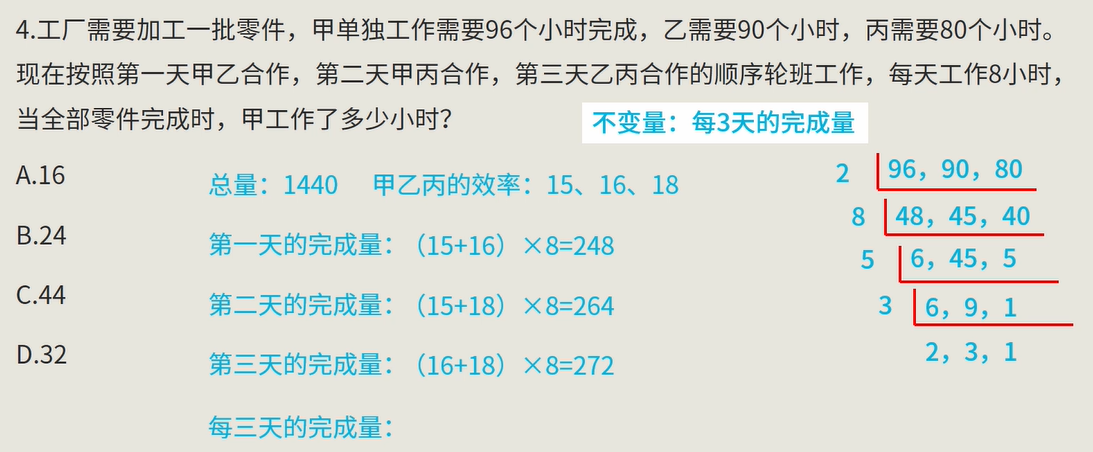 4.工厂需要加工一批零件，甲单独工作需要96个小时完成，乙需要90个小时，丙需要80个小时。
现在按照第一天甲乙合作，第二天甲丙合作，第三天乙丙合作的顺序轮班工作，每天工作8小时，
当全部零件完成时，甲工作了多少小时？
不变量：每3天的完成量
A.16
B.24
C.44
D.32
总量：1440 甲乙丙的效率：15、16、18
第一天的完成量：（15+16）×8=248
第二天的完成量：（15+18）×8=264
第三天的完成量：（16+18）×8=272
每三天的完成量：
2 96，90，80
8 48，45，40
5 6，45，5
3 6，9，1
2，3，1